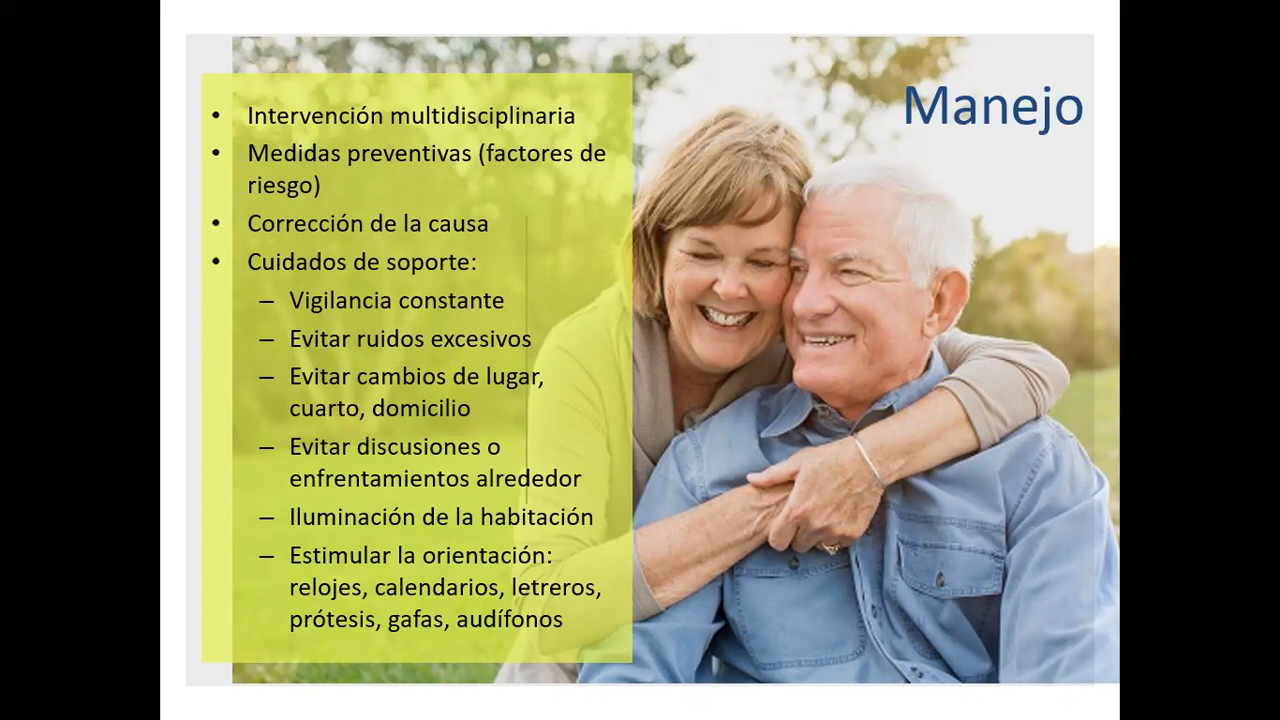 Manejo
• Intervención multidisciplinaria
• Medidas preventivas (factores de
riesgo)
• Corrección de la causa
• Cuidados de soporte:
– Vigilancia constante
– Evitar ruidos excesivos
– Evitar cambios de lugar,
cuarto, domicilio
– Evitar discusiones o
enfrentamientos alrededor
– Iluminación de la habitación
– Estimular la orientación:
relojes, calendarios, letreros,
prótesis, gafas, audífonos